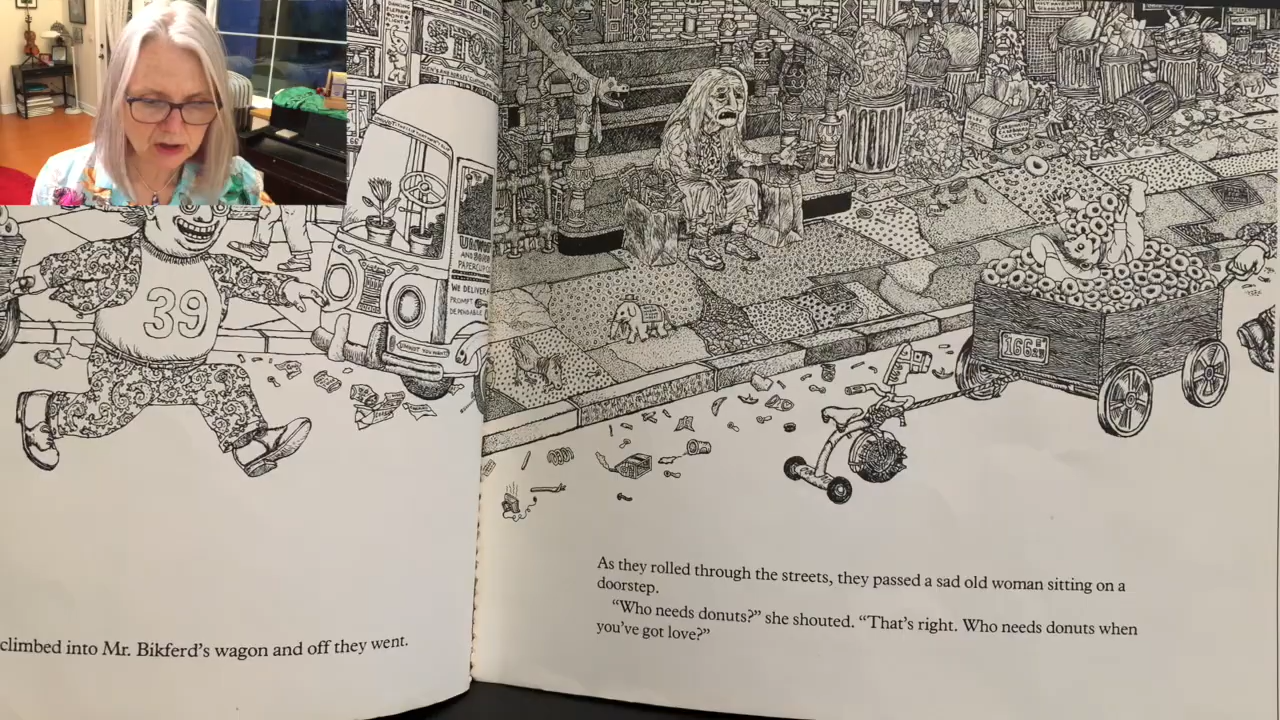 STO
39
WE DELIVER
PROMPT
DEPENDABLE
166
climbed into Mr. Bikferd's wagon and off they went.
As they rolled through the streets, they passed a sad old woman sitting on a
doorstep.
"Who needs donuts?" she shouted. "That's right. Who needs donuts when
you've got love?"